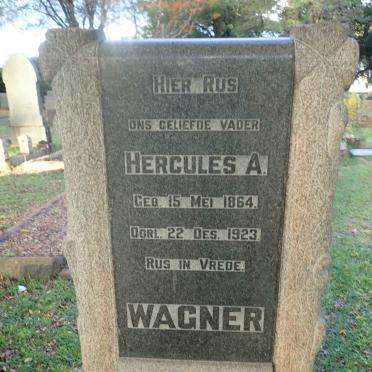 HIER RUS
ONS GELIEFDE VADER
HERCULES A.
GEB. 15 MEI 1864.
OORL. 22 DES. 1923.
RUS IN VREDE.
WAGNER